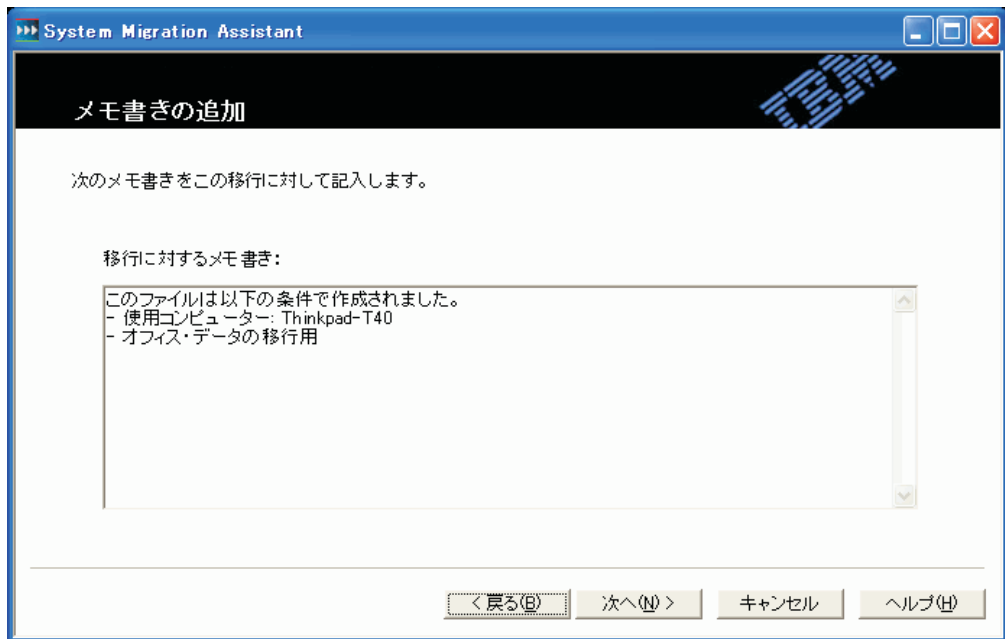 System Migration Assistant
IBM
メモ書きの追加
次のメモ書きをこの移行に対して記入します。
移行に対するメモ書き:
このファイルは以下の条件で作成されました。
- 使用コンピューター: Thinkpad-T40
- オフィス・データの移行用
< 戻る(B) 次へ(N) > キャンセル ヘルプ(H)